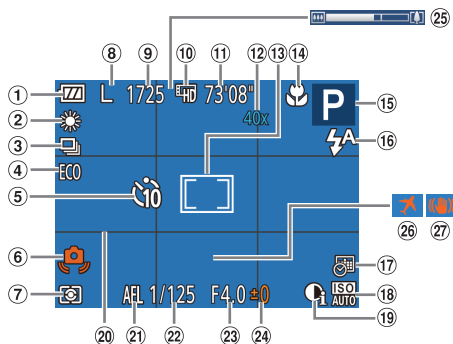 25
8 9 10 11 12 13 14
1 L 1725 HD 73'08" P 15
2 40x
3 A 16
4 ECO
5 10
26 27
6 17
7 AEL 1/125 F4.0 ±0 i ISO AUTO 18
20 21 22 23 24 19